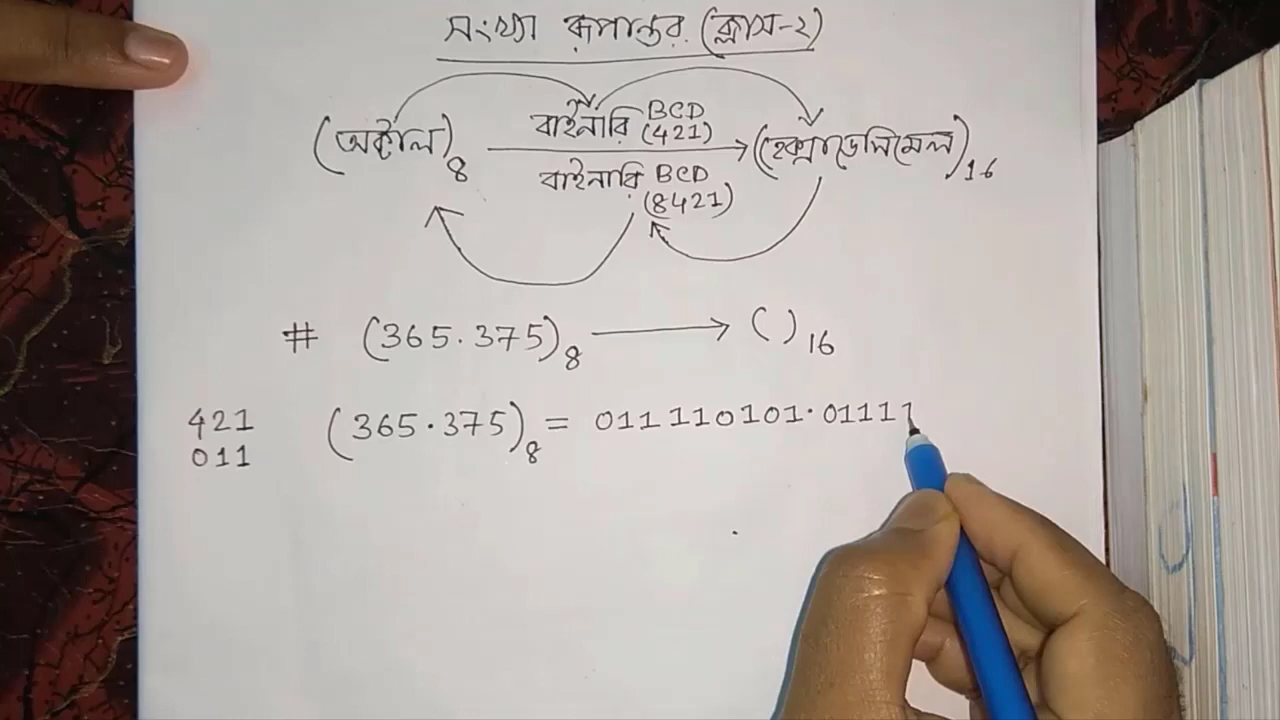 সংখ্যা রূপান্তর (ক্লাস-২)
(অক্টাল)8 বাইনারি BCD (421) (হেক্সাডেসিমেল)16
বাইনারি BCD (8421)
# (365.375)8 → ( )16
421 (365.375)8 = 011110101.01111
011